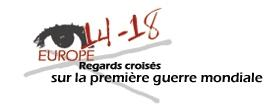 14-18
EUROPE
Regards croisés
sur la première guerre mondiale